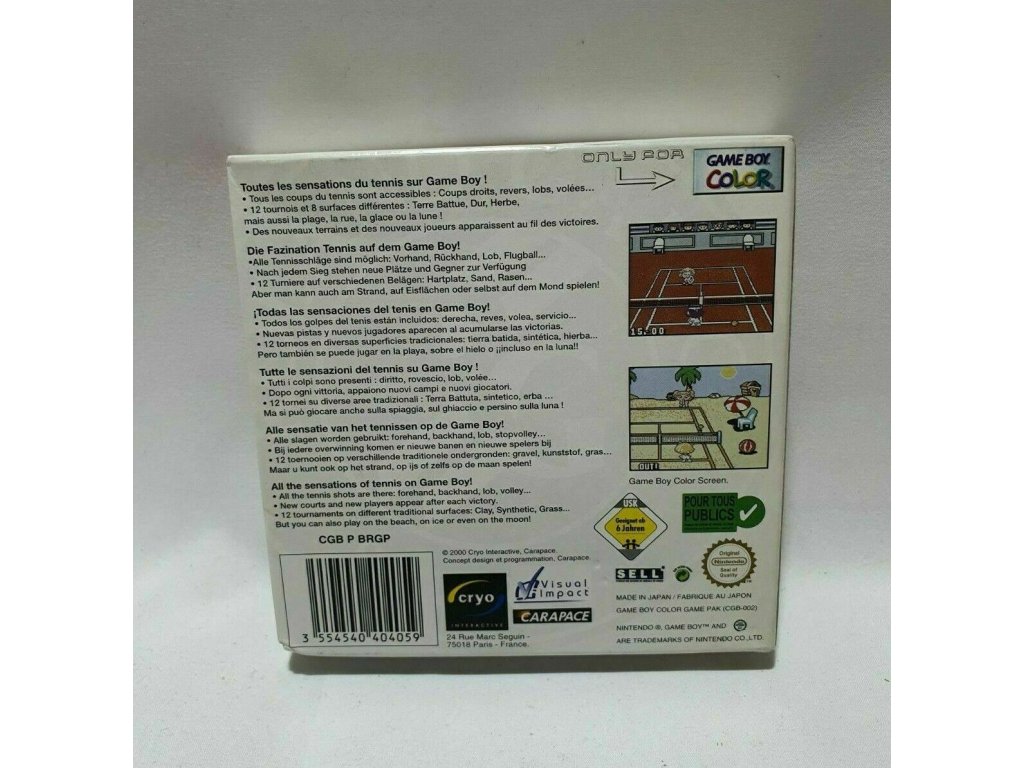 ONLY FOR
GAME BOY
COLOR
Toutes les sensations du tennis sur Game Boy !
• Tous les coups du tennis sont accessibles : Coups droits, revers, lobs, volées...
• 12 tournois et 8 surfaces différentes : Terre Battue, Dur, Herbe,
mais aussi la plage, la rue, la glace ou la lune !
• Des nouveaux terrains et des nouveaux joueurs apparaissent au fil des victoires.
Die Fazination Tennis auf dem Game Boy!
•Alle Tennisschläge sind möglich: Vorhand, Rückhand, Lob, Flugball...
• Nach jedem Sieg stehen neue Plätze und Gegner zur Verfügung
• 12 Turniere auf verschiedenen Belägen: Hartplatz, Sand, Rasen...
Aber man kann auch am Strand, auf Eisflächen oder selbst auf dem Mond spielen!
¡Todas las sensaciones del tenis en Game Boy!
• Todos los golpes del tenis están incluidos: derecha, reves, volea, servicio...
• Nuevas pistas y nuevos jugadores aparecen al acumularse las victorias.
• 12 torneos en diversas superficies tradicionales: tierra batida, sintética, hierba...
Pero también se puede jugar en la playa, sobre el hielo o ¡¡incluso en la luna!!
Tutte le sensazioni del tennis su Game Boy !
• Tutti i colpi sono presenti : diritto, rovescio, lob, volée...
• Dopo ogni vittoria, appaiono nuovi campi e nuovi giocatori.
• 12 tornei su diverse aree tradizionali : Terra Battuta, sintetico, erba ...
Ma si può giocare anche sulla spiaggia, sul ghiaccio e persino sulla luna !
Alle sensatie van het tennissen op de Game Boy!
• Alle slagen worden gebruikt: forehand, backhand, lob, stopvolley...
• Bij iedere overwinning komen er nieuwe banen en nieuwe spelers bij
• 12 toernooien op verschillende traditionele ondergronden: gravel, kunststof, gras...
Maar u kunt ook op het strand, op ijs of zelfs op de maan spelen!
All the sensations of tennis on Game Boy!
• All the tennis shots are there: forehand, backhand, lob, volley...
• New courts and new players appear after each victory.
• 12 tournaments on different traditional surfaces: Clay, Synthetic, Grass...
But you can also play on the beach, on ice or even on the moon!
15:00
OUT!
Game Boy Color Screen.
CGB P BRGP
3 554540 404059
© 2000 Cryo Interactive, Carapace.
Concept design et programmation, Carapace.
cryo
INTERACTIVE
Visual
Impact
CARAPACE
24 Rue Marc Seguin -
75018 Paris - France.
USK
Geeignet ab
6 Jahren
POUR TOUS
PUBLICS
SELL
Original
Nintendo
Seal of
Quality
MADE IN JAPAN / FABRIQUE AU JAPON
GAME BOY COLOR GAME PAK (CGB-002)
NINTENDO ®, GAME BOY™ AND
ARE TRADEMARKS OF NINTENDO CO.,LTD.